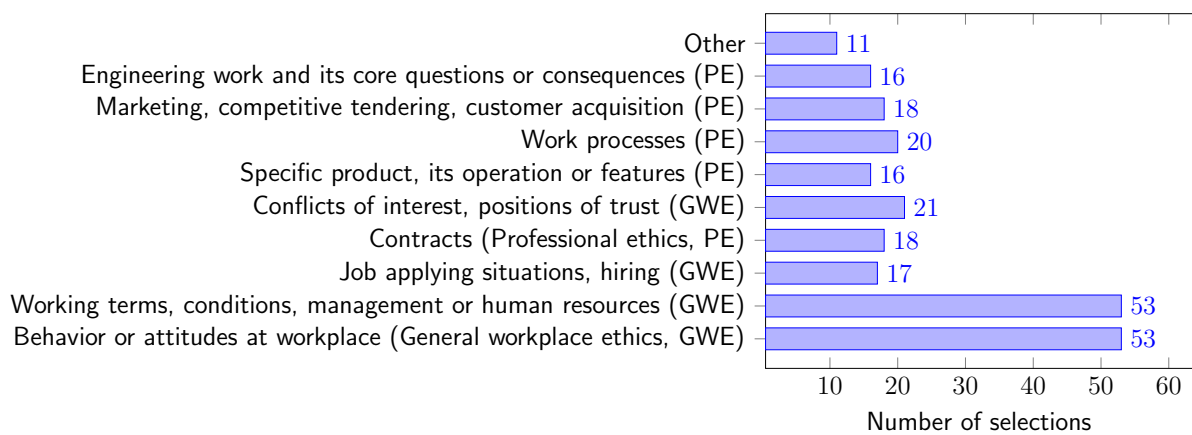 Other 11
Engineering work and its core questions or consequences (PE) 16
Marketing, competitive tendering, customer acquisition (PE) 18
Work processes (PE) 20
Specific product, its operation or features (PE) 16
Conflicts of interest, positions of trust (GWE) 21
Contracts (Professional ethics, PE) 18
Job applying situations, hiring (GWE) 17
Working terms, conditions, management or human resources (GWE) 53
Behavior or attitudes at workplace (General workplace ethics, GWE) 53
10 20 30 40 50 60
Number of selections